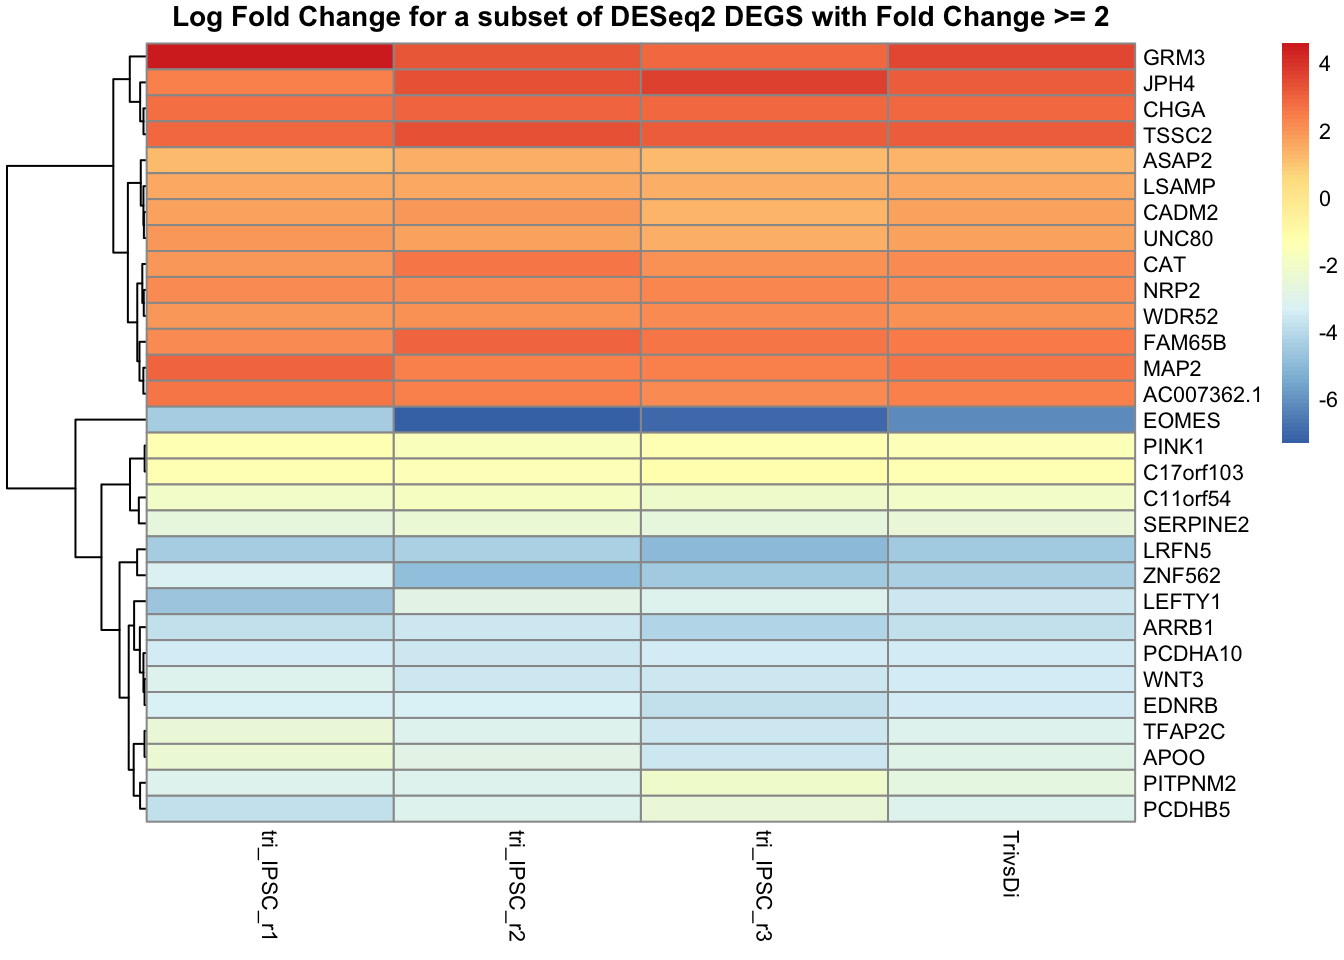 Log Fold Change for a subset of DESeq2 DEGS with Fold Change >= 2
GRM3
JPH4
CHGA
TSSC2
ASAP2
LSAMP
CADM2
UNC80
CAT
NRP2
WDR52
FAM65B
MAP2
AC007362.1
EOMES
PINK1
C17orf103
C11orf54
SERPINE2
LRFN5
ZNF562
LEFTY1
ARRB1
PCDHA10
WNT3
EDNRB
TFAP2C
APOO
PITPNM2
PCDHB5
4
2
0
-2
-4
-6
tri_IPSC_r1
tri_IPSC_r2
tri_IPSC_r3
TrivsDi